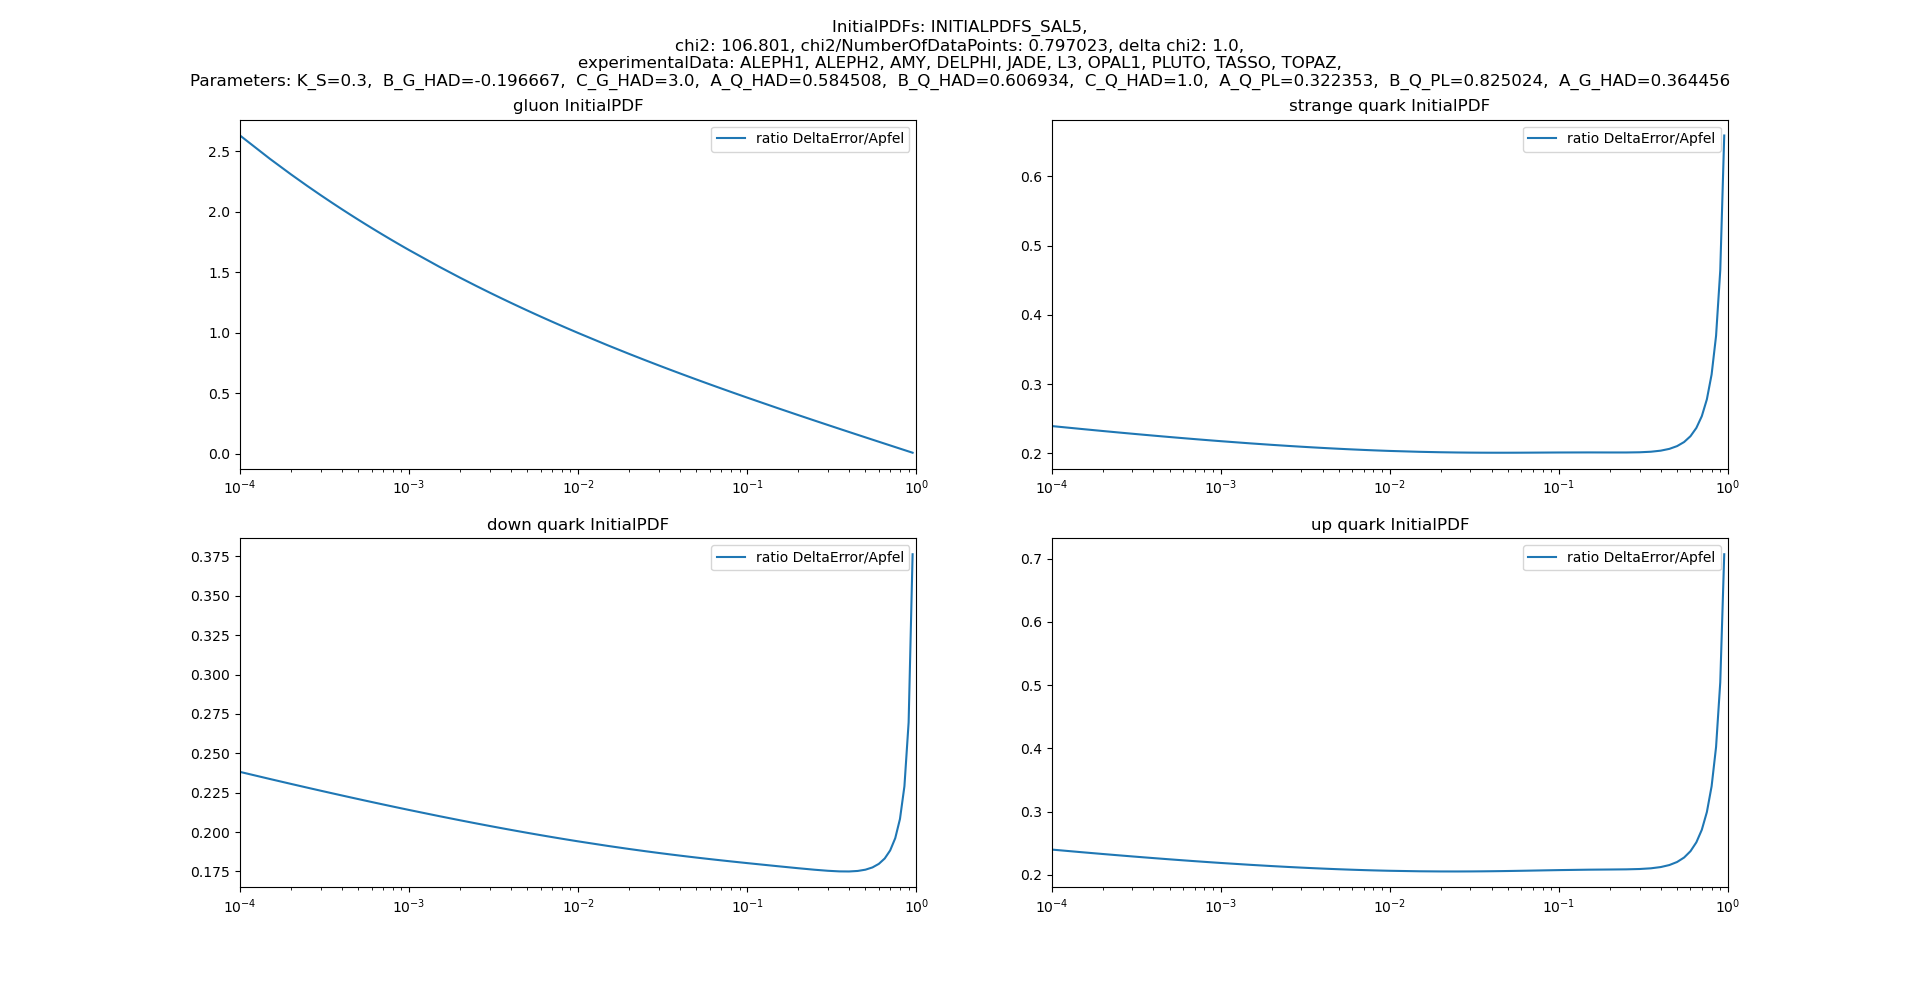 InitialPDFs: INITIALPDFS_SAL5,
chi2: 106.801, chi2/NumberOfDataPoints: 0.797023, delta chi2: 1.0,
experimentalData: ALEPH1, ALEPH2, AMY, DELPHI, JADE, L3, OPAL1, PLUTO, TASSO, TOPAZ,
Parameters: K_S=0.3, B_G_HAD=-0.196667, C_G_HAD=3.0, A_Q_HAD=0.584508, B_Q_HAD=0.606934, C_Q_HAD=1.0, A_Q_PL=0.322353, B_Q_PL=0.825024, A_G_HAD=0.364456
gluon InitialPDF
ratio DeltaError/Apfel
2.5
2.0
1.5
1.0
0.5
0.0
10⁻⁴ 10⁻³ 10⁻² 10⁻¹ 10⁰
strange quark InitialPDF
ratio DeltaError/Apfel
0.6
0.5
0.4
0.3
0.2
10⁻⁴ 10⁻³ 10⁻² 10⁻¹ 10⁰
down quark InitialPDF
ratio DeltaError/Apfel
0.375
0.350
0.325
0.300
0.275
0.250
0.225
0.200
0.175
10⁻⁴ 10⁻³ 10⁻² 10⁻¹ 10⁰
up quark InitialPDF
ratio DeltaError/Apfel
0.7
0.6
0.5
0.4
0.3
0.2
10⁻⁴ 10⁻³ 10⁻² 10⁻¹ 10⁰